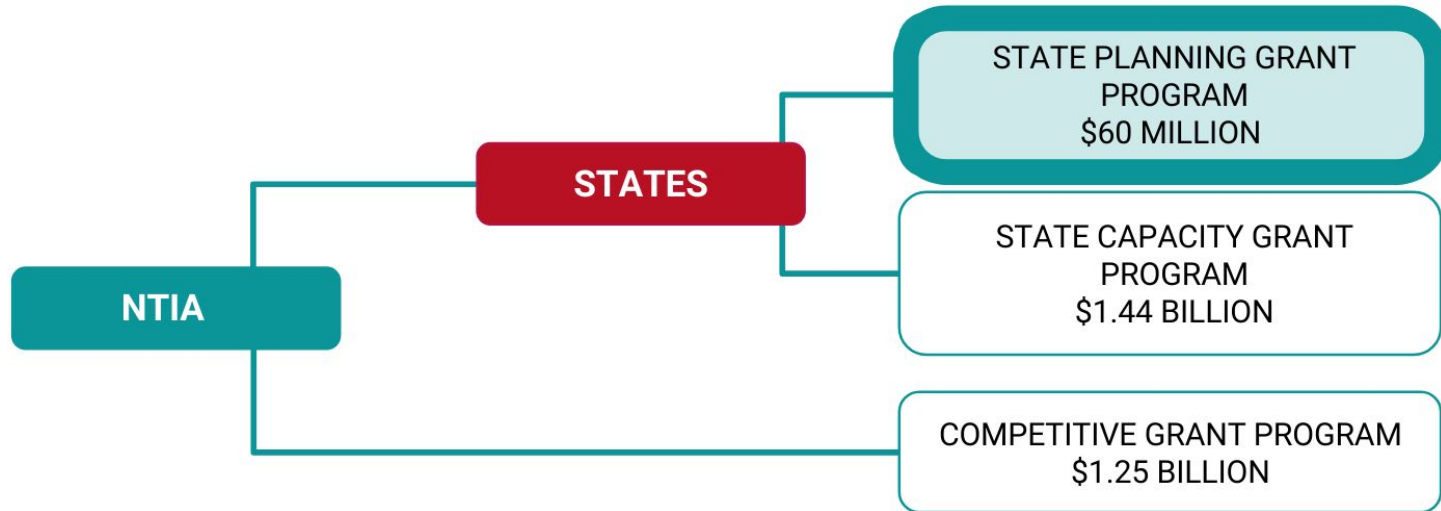 STATE PLANNING GRANT
PROGRAM
$60 MILLION
STATES
STATE CAPACITY GRANT
PROGRAM
$1.44 BILLION
NTIA
COMPETITIVE GRANT PROGRAM
$1.25 BILLION